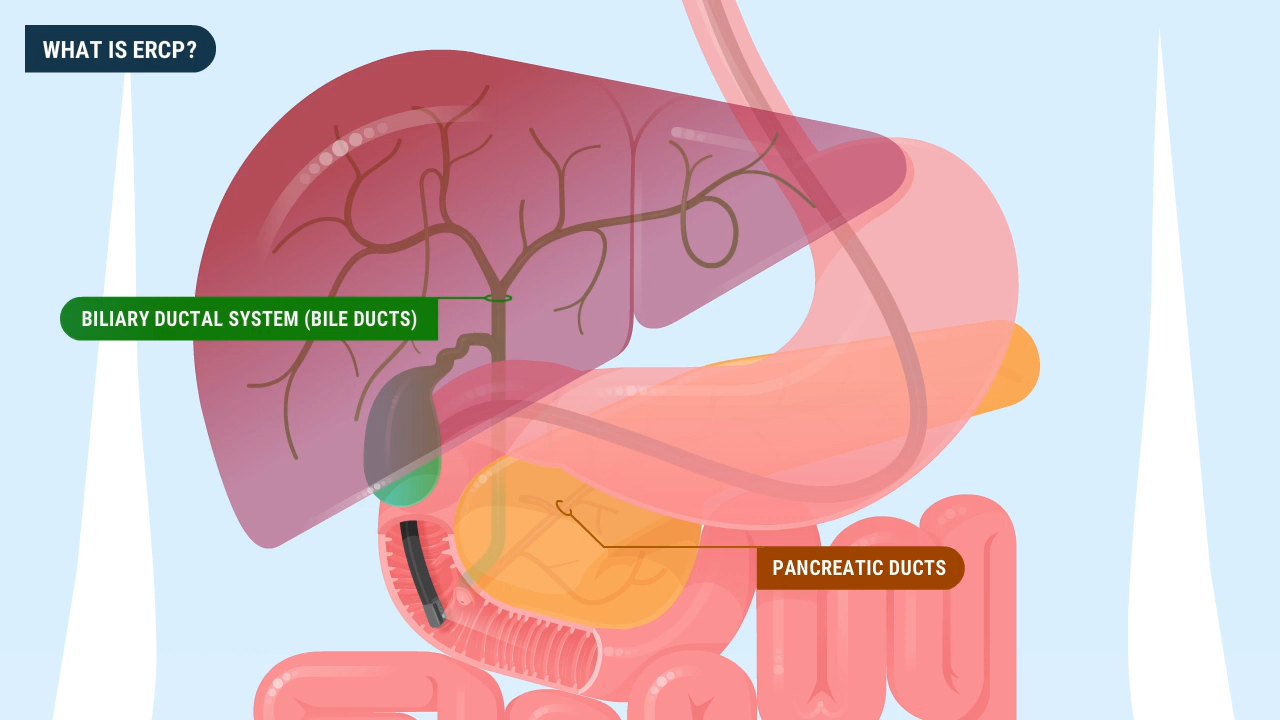 WHAT IS ERCP?
BILIARY DUCTAL SYSTEM (BILE DUCTS)
PANCREATIC DUCTS